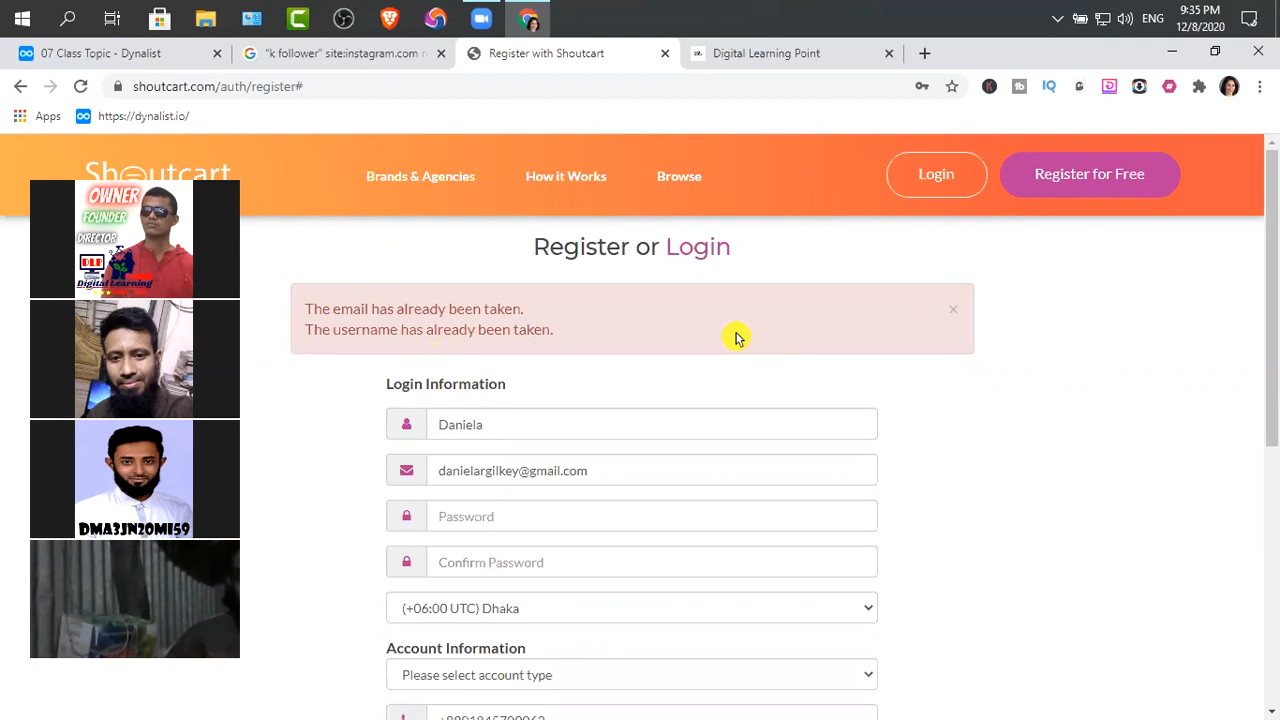 ENG
9:35 PM
12/8/2020
07 Class Topic - Dynalist
"k follower" site:instagram.com r
Register with Shoutcart
Digital Learning Point
shoutcart.com/auth/register#
Apps
https://dynalist.io/
Shoutcart
Brands & Agencies
How it Works
Browse
Login
Register for Free
OWNER
FOUNDER
DIRECTOR
DLP
Digital Learning
DMA3JN20MI59
Register or Login
The email has already been taken.
The username has already been taken.
Login Information
Daniela
danielargilkey@gmail.com
Password
Confirm Password
(+06:00 UTC) Dhaka
Account Information
Please select account type